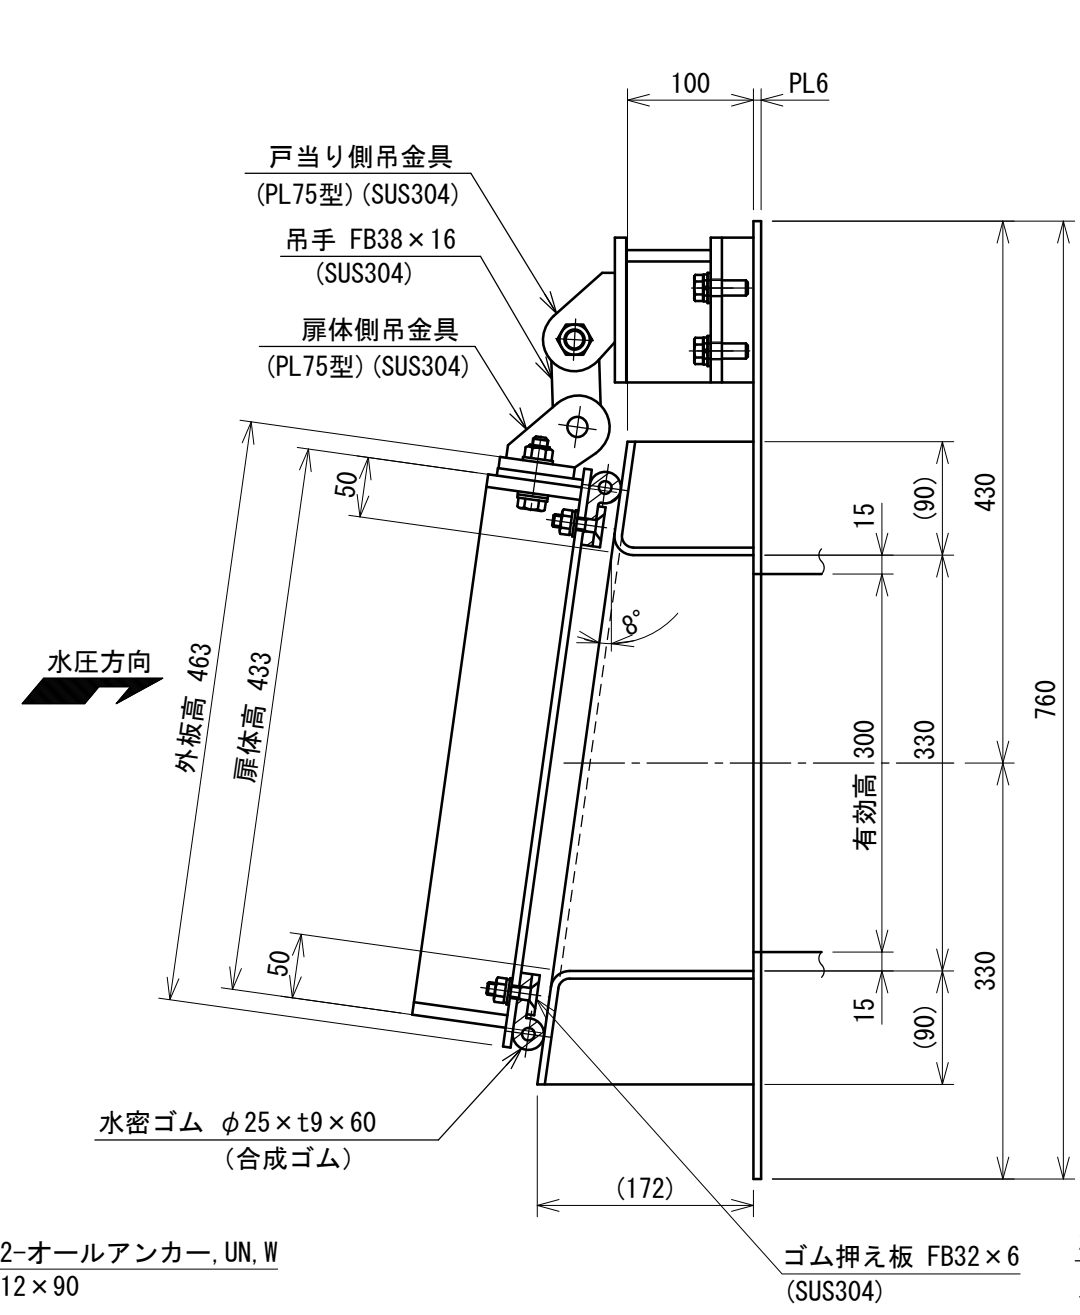 100
PL6
戸当り側吊金具
(PL75型)(SUS304)
吊手 FB38×16
(SUS304)
扉体側吊金具
(PL75型)(SUS304)
50
15
(90)
430
8°
水圧方向
外板高 463
扉体高 433
有効高 300
330
760
50
15
(90)
330
水密ゴム φ25×t9×60
(合成ゴム)
(172)
2-オールアンカー,UN,W
12×90
ゴム押え板 FB32×6
(SUS304)